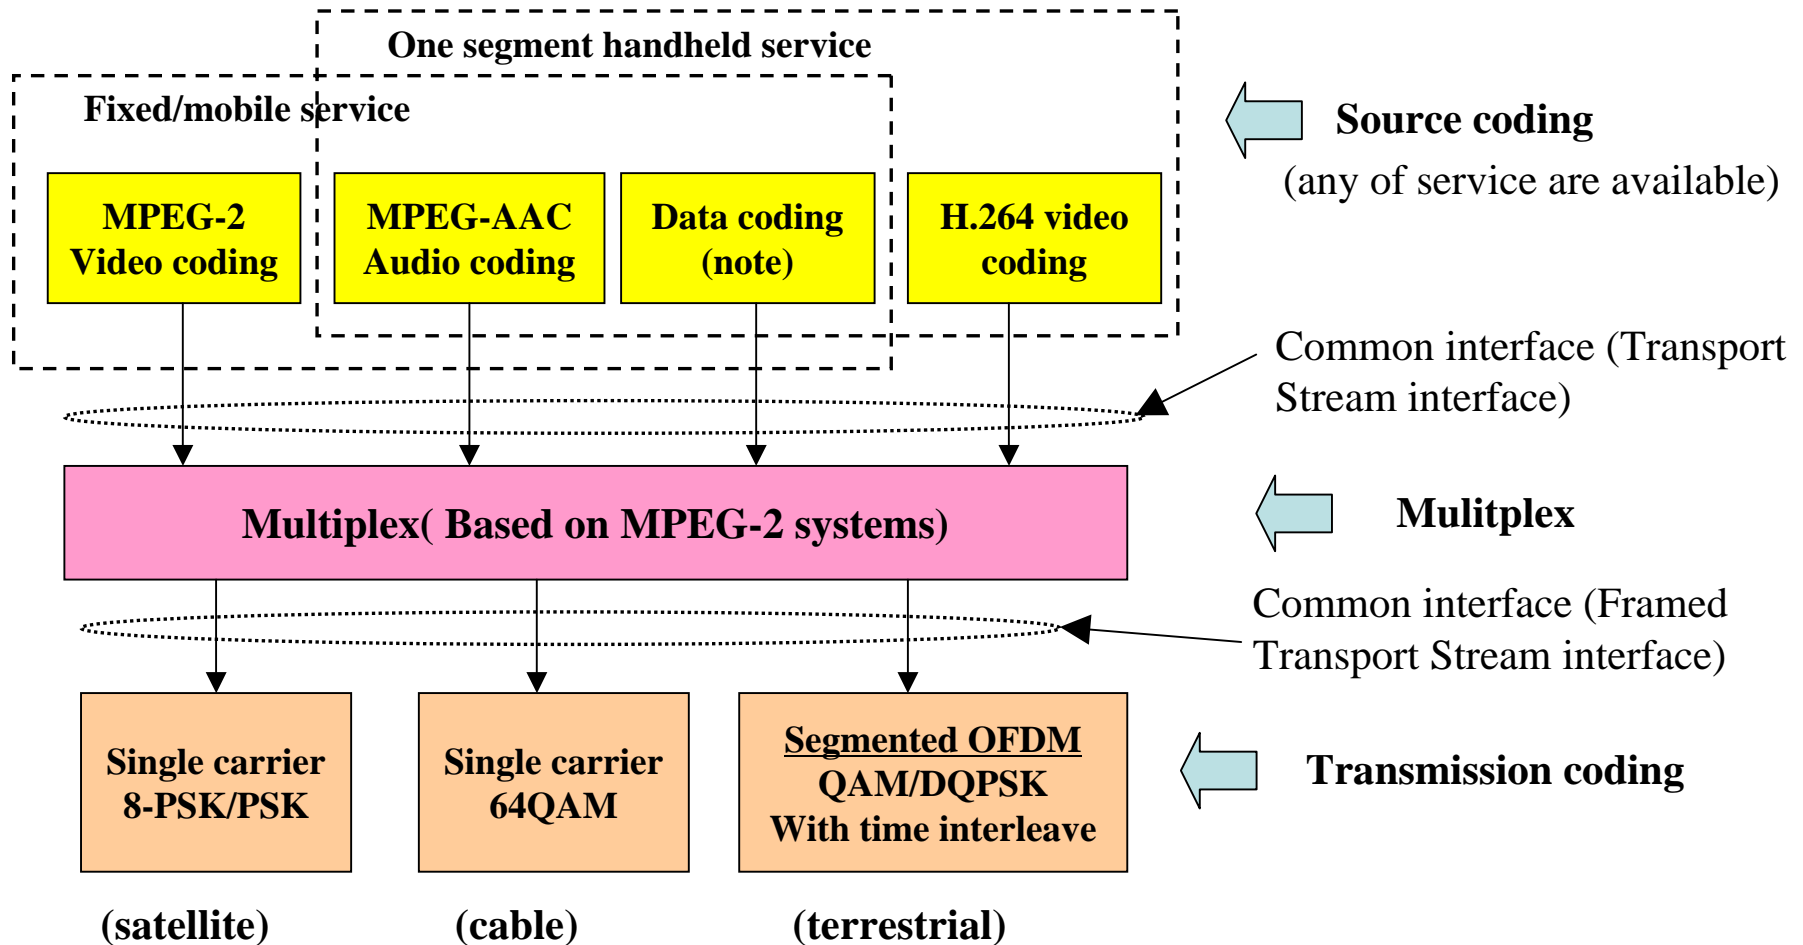 One segment handheld service
Fixed/mobile service
Source coding
(any of service are available)
MPEG-2
Video coding
MPEG-AAC
Audio coding
Data coding
(note)
H.264 video
coding
Common interface (Transport
Stream interface)
Multiplex( Based on MPEG-2 systems)
Mulitplex
Common interface (Framed
Transport Stream interface)
Single carrier
8-PSK/PSK
Single carrier
64QAM
Segmented OFDM
QAM/DQPSK
With time interleave
Transmission coding
(satellite)
(cable)
(terrestrial)